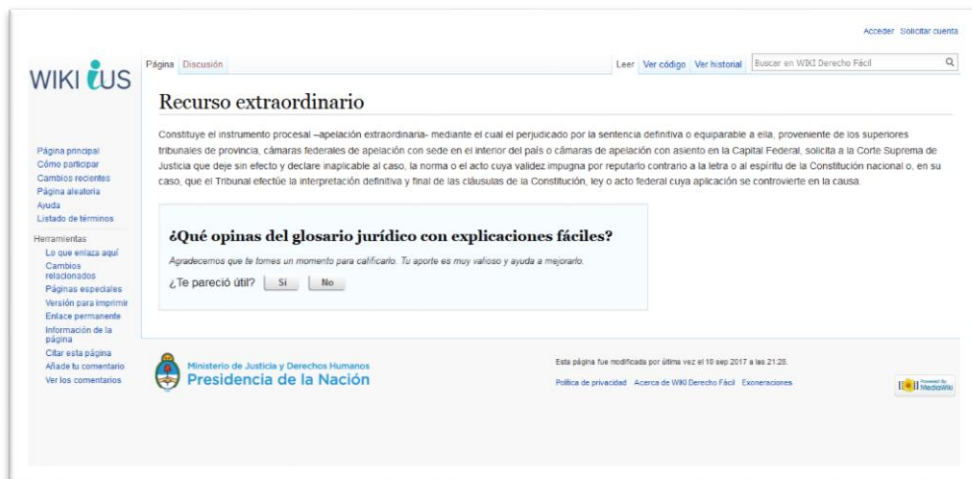 Acceder Solicitar cuenta
WIKI iUS
Página Discusión
Leer Ver código Ver historial Buscar en WIKI Derecho Fácil
Recurso extraordinario
Constituye el instrumento procesal –apelación extraordinaria- mediante el cual el perjudicado por la sentencia definitiva o equiparable a ella, proveniente de los superiores
tribunales de provincia, cámaras federales de apelación con sede en el interior del país o cámaras de apelación con asiento en la Capital Federal, solicita a la Corte Suprema de
Justicia que deje sin efecto y declare inaplicable al caso, la norma o el acto cuya validez impugna por reputarlo contrario a la letra o al espíritu de la Constitución nacional o, en su
caso, que el Tribunal efectúe la interpretación definitiva y final de las cláusulas de la Constitución, ley o acto federal cuya aplicación se controvierte en la causa.
Página principal
Cómo participar
Cambios recientes
Página aleatoria
Ayuda
Listado de términos
Herramientas
Lo que enlaza aquí
Cambios
relacionados
Páginas especiales
Versión para imprimir
Enlace permanente
Información de la
página
Citar esta página
Añade tu comentario
Ver los comentarios
¿Qué opinas del glosario jurídico con explicaciones fáciles?
Agradecemos que te tomes un momento para calificarlo. Tu aporte es muy valioso y ayuda a mejorarlo.
¿Te pareció útil? Si No
Ministerio de Justicia y Derechos Humanos
Presidencia de la Nación
Esta página fue modificada por última vez el 10 sep 2017 a las 21:28.
Política de privacidad Acerca de WIKI Derecho Fácil Exoneraciones
Powered By
MediaWiki